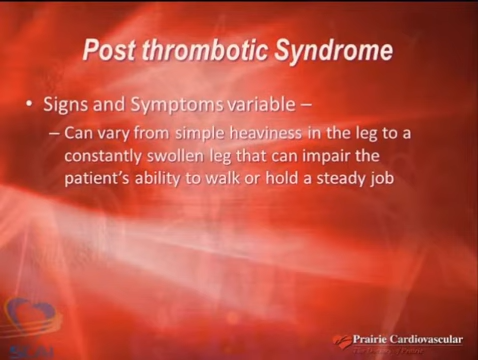 Post thrombotic Syndrome
• Signs and Symptoms variable –
– Can vary from simple heaviness in the leg to a
constantly swollen leg that can impair the
patient's ability to walk or hold a steady job
Prairie Cardiovascular